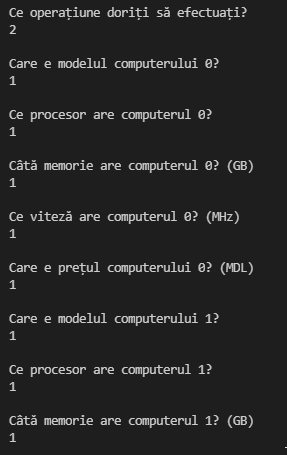 Ce operațiune doriți să efectuați?
2
Care e modelul computerului 0?
1
Ce procesor are computerul 0?
1
Câtă memorie are computerul 0? (GB)
1
Ce viteză are computerul 0? (MHz)
1
Care e prețul computerului 0? (MDL)
1
Care e modelul computerului 1?
1
Ce procesor are computerul 1?
1
Câtă memorie are computerul 1? (GB)
1